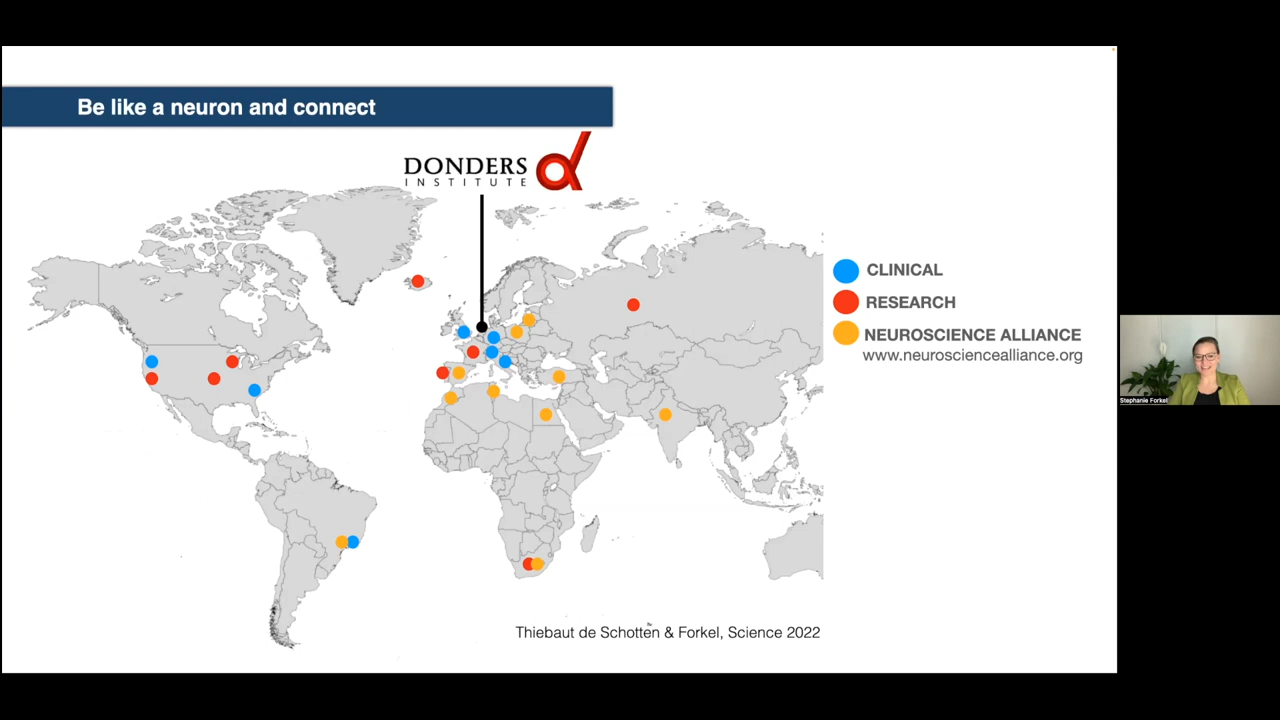 Be like a neuron and connect
DONDERS
INSTITUTE
CLINICAL
RESEARCH
NEUROSCIENCE ALLIANCE
www.neurosciencealliance.org
Stephanie Forkel
Thiebaut de Schotten & Forkel, Science 2022